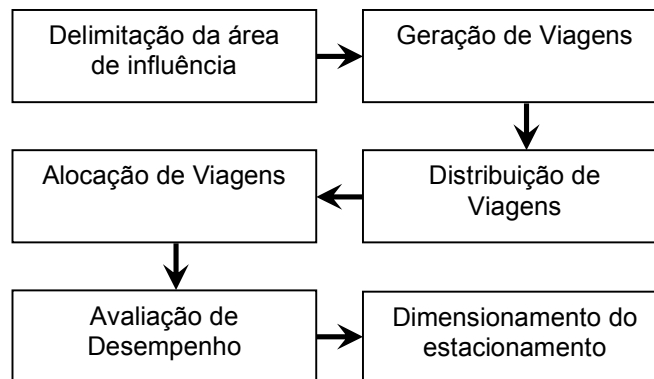 Delimitação da área
de influência
Geração de Viagens
Alocação de Viagens
Distribuição de
Viagens
Avaliação de
Desempenho
Dimensionamento do
estacionamento